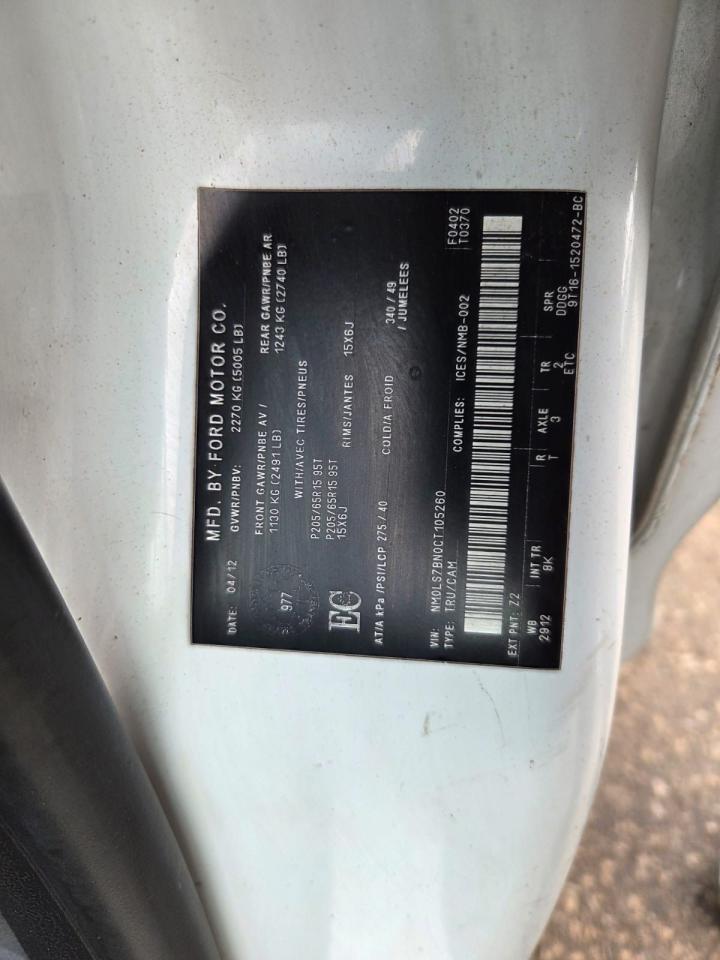 MFD. BY FORD MOTOR CO.
DATE: 04/12 GVWR/PNBV: 2270 KG (5005 LB)
FRONT GAWR/PNBE AV / REAR GAWR/PNBE AR
1130 KG (2491 LB) 1243 KG (2740 LB)
WITH/AVEC TIRES/PNEUS
P205/65R15 95T
P205/65R15 95T
15X6J RIMS/JANTES 15X6J
977
EC
AT/A kPa /PSI/LCP 275 / 40 COLD/A FROID 340 / 49
/ JUMELEES
VIN: NM0LS7BN0CT105260 F0402
TYPE: TRU/CAM COMPLIES: ICES/NMB-002 T0370
EXT PNT: Z2
WB INT TR R AXLE TR SPR
2912 8K T 3 2 DDGG
ETC 9T16-1520472-BC